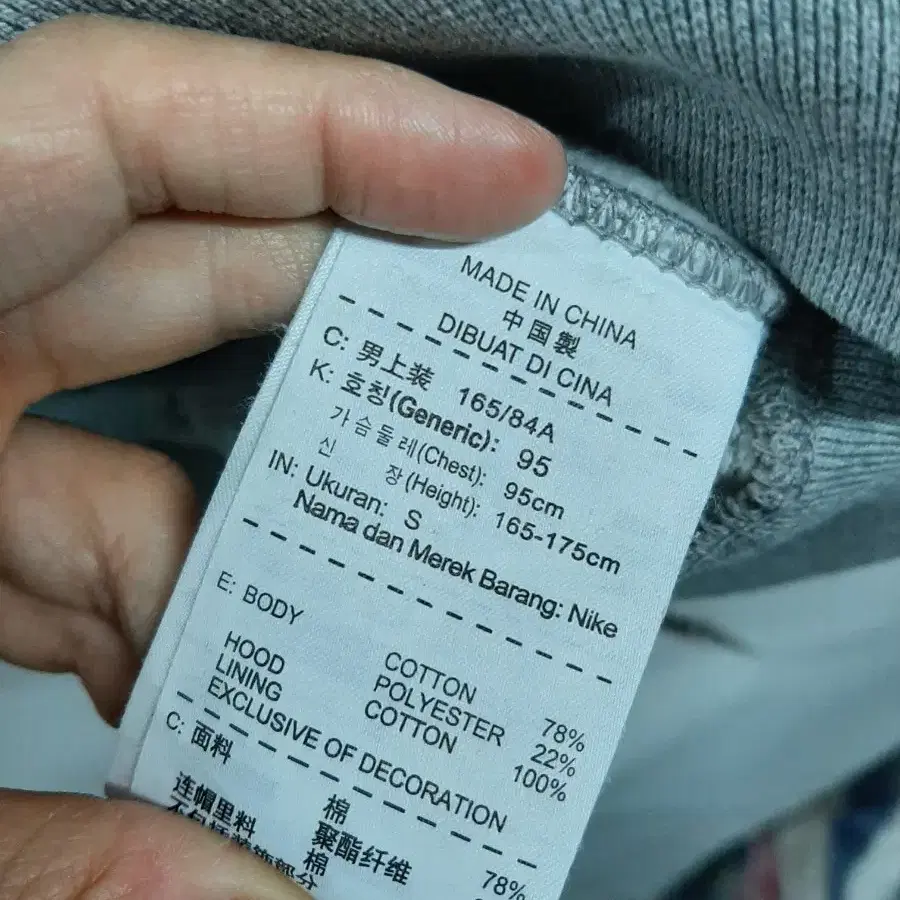 MADE IN CHINA
中国製
DIBUAT DI CINA
C: 男上装 165/84A
K: 호칭(Generic): 95
가슴둘레(Chest): 95cm
신 장(Height): 165-175cm
IN: Ukuran: S
Nama dan Merek Barang: Nike
E: BODY COTTON 78%
POLYESTER 22%
HOOD LINING COTTON 100%
EXCLUSIVE OF DECORATION
C: 面料 棉 78%
聚酯纤维
连帽里料 棉